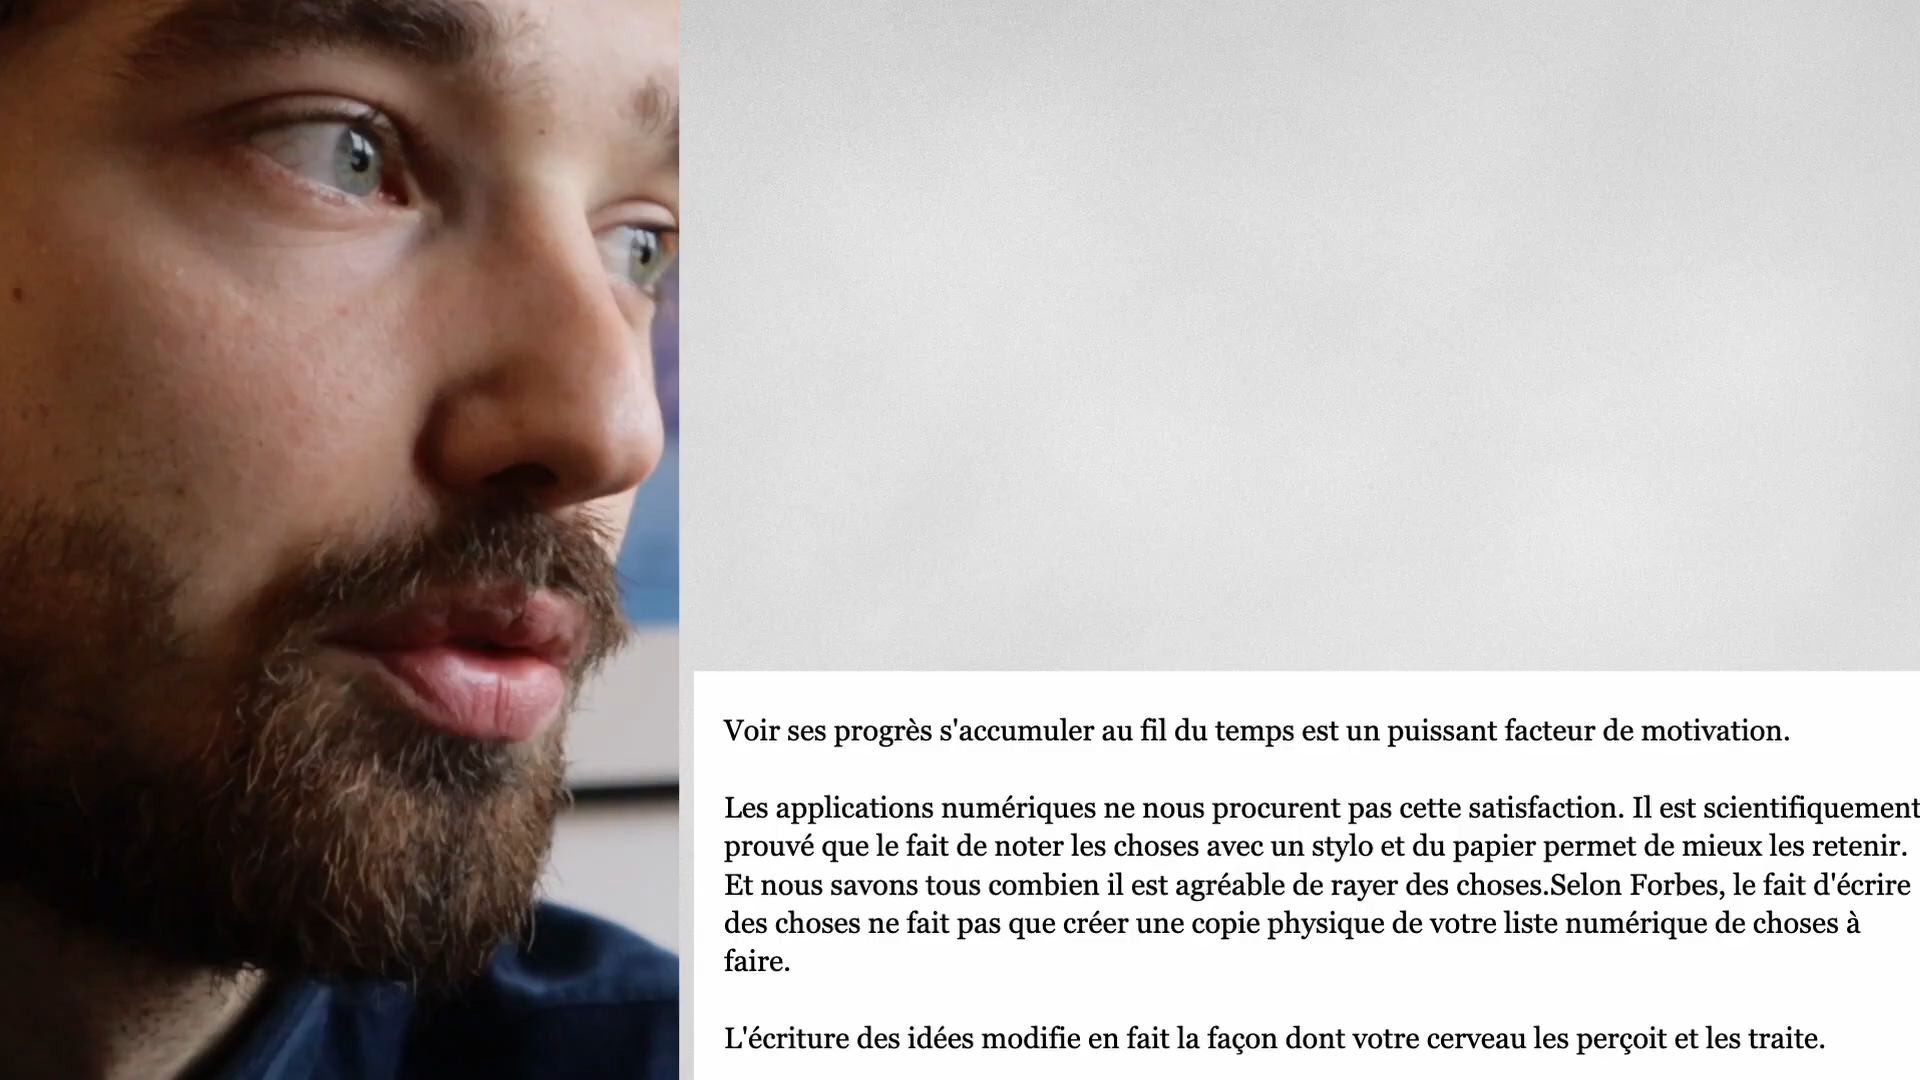 Voir ses progrès s'accumuler au fil du temps est un puissant facteur de motivation.
Les applications numériques ne nous procurent pas cette satisfaction. Il est scientifiquement
prouvé que le fait de noter les choses avec un stylo et du papier permet de mieux les retenir.
Et nous savons tous combien il est agréable de rayer des choses.Selon Forbes, le fait d'écrire
des choses ne fait pas que créer une copie physique de votre liste numérique de choses à
faire.
L'écriture des idées modifie en fait la façon dont votre cerveau les perçoit et les traite.